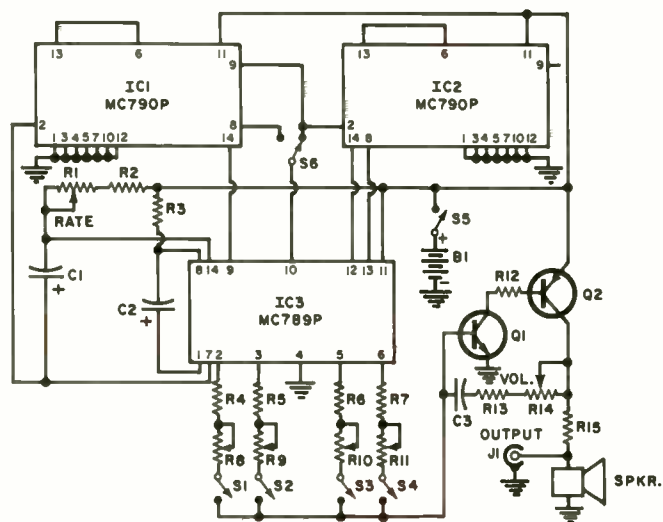 13 6 11
IC1
MC790P
9
2
8
14
1 3 4 5 7 10 12
13 6 11
IC2
MC790P
9
2
14 8
1 3 4 5 7 10 12
S6
R1 R2
RATE
R3
C1
+
C2
+
8 14 9 10 12 13 11
IC3
MC789P
1 7 2 3 4 5 6
S5
+
B1
-
R12
Q2
Q1
VOL.
C3
R13 R14
R15
OUTPUT
J1
SPKR.
R4 R5 R6 R7
R8 R9 R10 R11
S1 S2 S3 S4